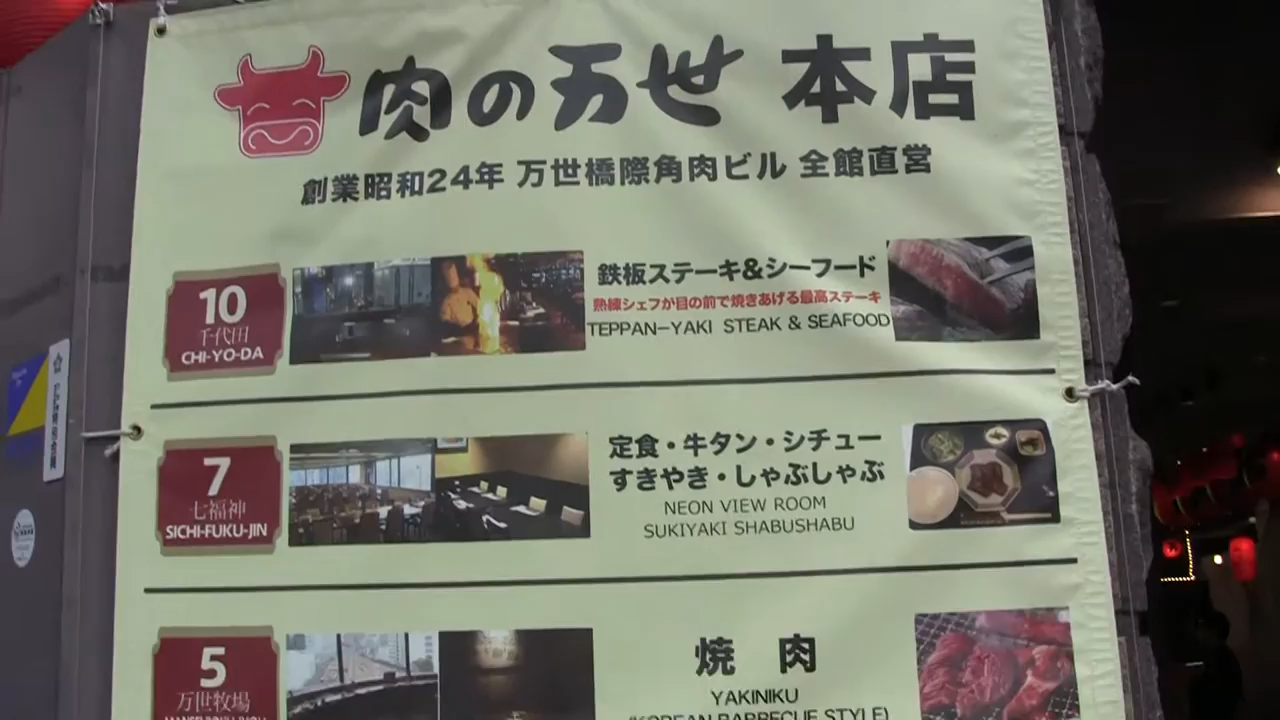 肉の万世 本店
創業昭和24年 万世橋際角肉ビル 全館直営
10
千代田
CHI-YO-DA
鉄板ステーキ&シーフード
熟練シェフが目の前で焼きあげる最高ステーキ
TEPPAN-YAKI STEAK & SEAFOOD
7
七福神
SICHI-FUKU-JIN
定食・牛タン・シチュー
すきやき・しゃぶしゃぶ
NEON VIEW ROOM
SUKIYAKI SHABUSHABU
5
万世牧場
焼 肉
YAKINIKU
(KOREAN BARBECUE STYLE)